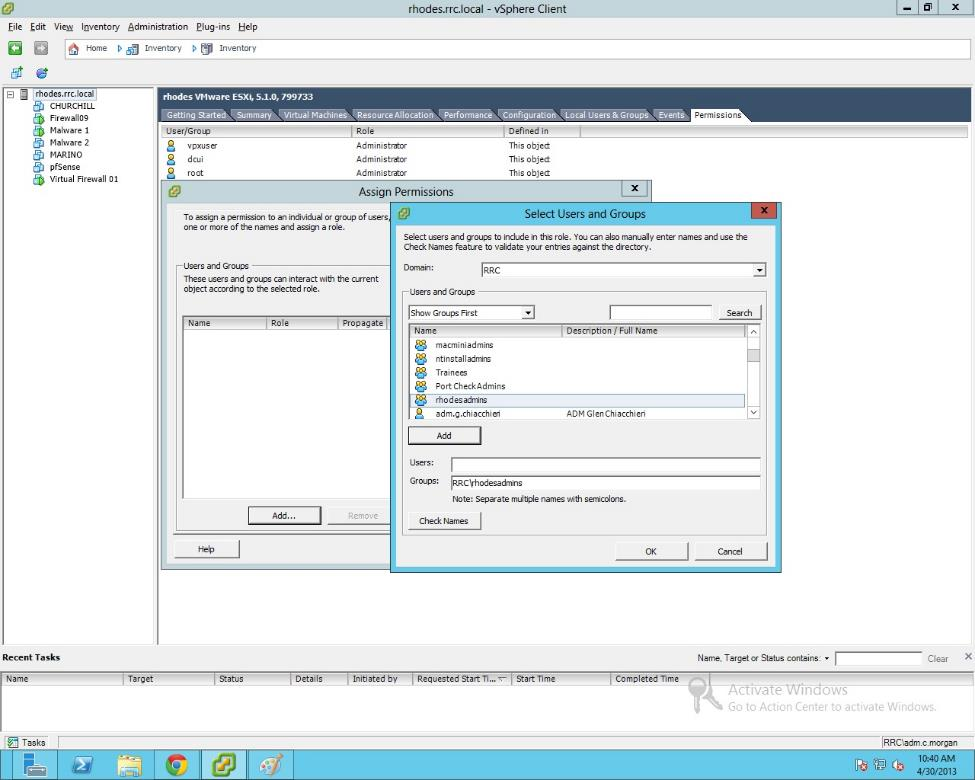 rhodes.rrc.local - vSphere Client
File Edit View Inventory Administration Plug-ins Help
Home Inventory Inventory
rhodes.rrc.local
CHURCHILL
Firewall09
Malware 1
Malware 2
MARINO
pfSense
Virtual Firewall 01
rhodes VMware ESXi, 5.1.0, 799733
Getting Started Summary Virtual Machines Resource Allocation Performance Configuration Local Users & Groups Events Permissions
User/Group Role Defined in
vpxuser Administrator This object
dcui Administrator This object
root Administrator This object
Assign Permissions
To assign a permission to an individual or group of users,
one or more of the names and assign a role.
Users and Groups
These users and groups can interact with the current
object according to the selected role.
Name Role Propagate
Add... Remove
Help
Select Users and Groups
Select users and groups to include in this role. You can also manually enter names and use the
Check Names feature to validate your entries against the directory.
Domain: RRC
Users and Groups
Show Groups First Search
Name Description / Full Name
macminiadmins
ntinstalladmins
Trainees
Port Check Admins
rhodesadmins
adm.g.chiacchieri ADM Glen Chiacchieri
Add
Users:
Groups: RRC\rhodesadmins
Note: Separate multiple names with semicolons.
Check Names
OK Cancel
Recent Tasks Name, Target or Status contains: Clear
Name Target Status Details Initiated by Requested Start Ti... Start Time Completed Time
Activate Windows
Go to Action Center to activate Windows.
Tasks RRC\adm.c.morgan
10:40 AM
4/30/2013